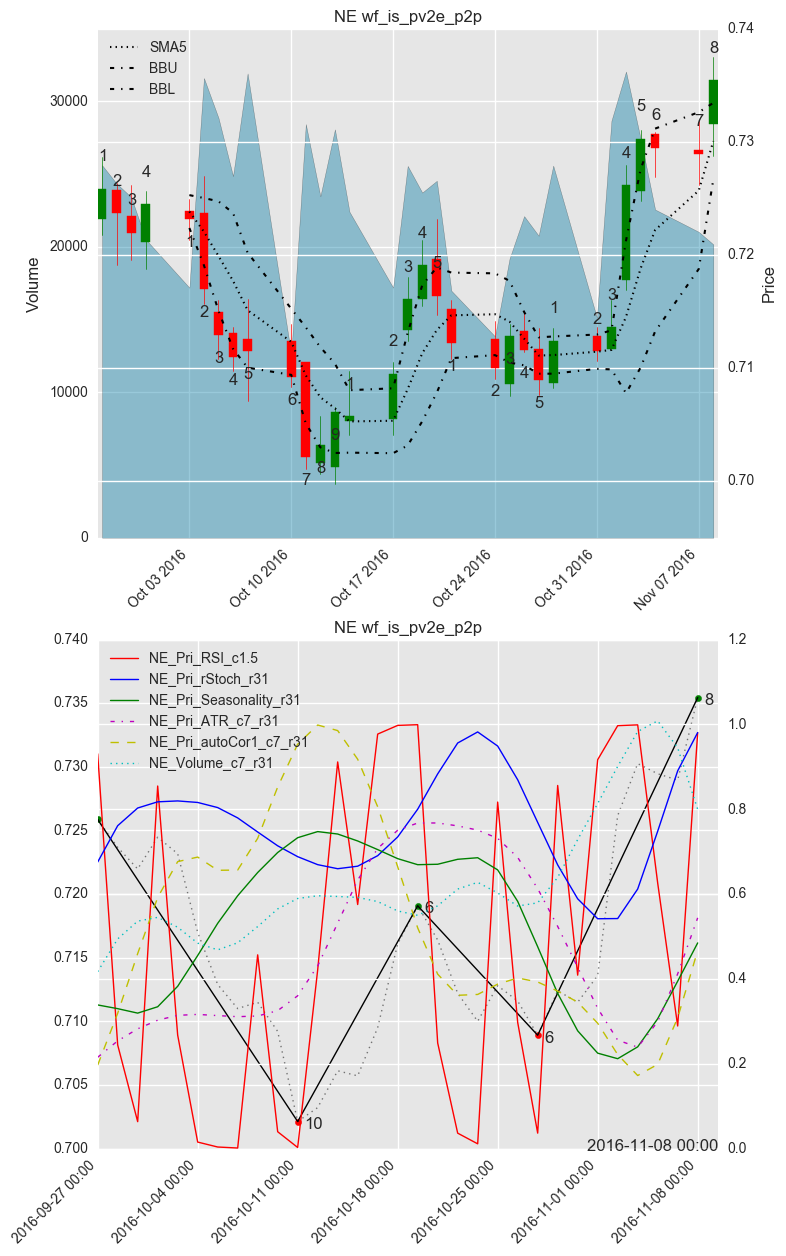 NE wf_is_pv2e_p2p
SMA5
BBU
BBL
Volume
Price
30000
20000
10000
0
0.74
0.73
0.72
0.71
0.70
1 2 3 4
1 2 3 4 5 6 7 8 9 1
2 3 4 5 1
2 3 4 5 1
2 3 4 5 6 7 8
Oct 03 2016
Oct 10 2016
Oct 17 2016
Oct 24 2016
Oct 31 2016
Nov 07 2016
NE wf_is_pv2e_p2p
NE_Pri_RSI_c1.5
NE_Pri_rStoch_r31
NE_Pri_Seasonality_r31
NE_Pri_ATR_c7_r31
NE_Pri_autoCor1_c7_r31
NE_Volume_c7_r31
0.740
0.735
0.730
0.725
0.720
0.715
0.710
0.705
0.700
1.2
1.0
0.8
0.6
0.4
0.2
0.0
10
6
6
8
2016-11-08 00:00
2016-09-27 00:00
2016-10-04 00:00
2016-10-11 00:00
2016-10-18 00:00
2016-10-25 00:00
2016-11-01 00:00
2016-11-08 00:00